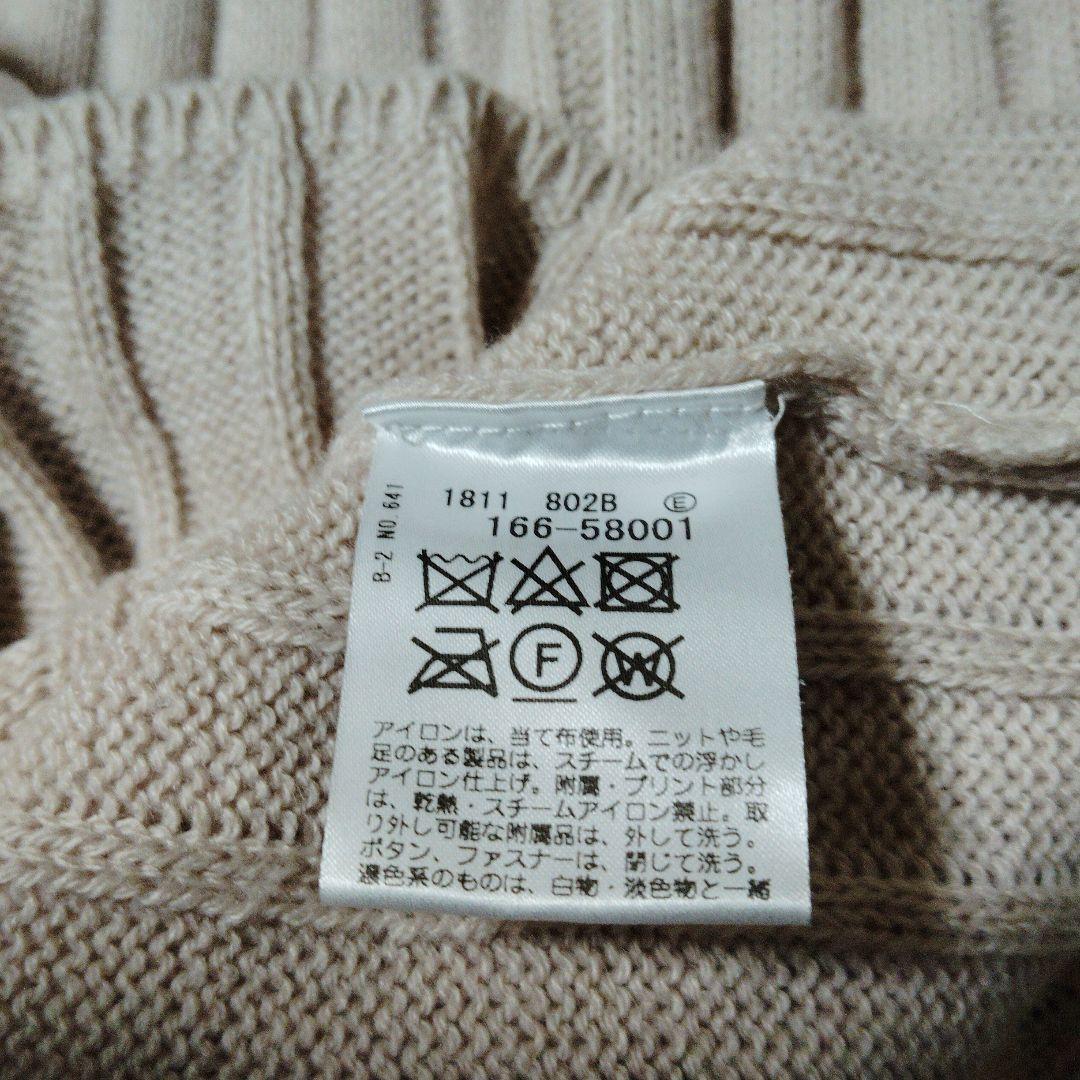 1811 802B Ⓔ
166-58001
B-2 NO.641
F
W
アイロンは、当て布使用。ニットや毛
足のある製品は、スチームでの浮かし
アイロン仕上げ。附属・プリント部分
は、乾熱・スチームアイロン禁止。取
り外し可能な附属品は、外して洗う。
ボタン、ファスナーは、閉じて洗う。
濃色系のものは、白物・淡色物と一緒